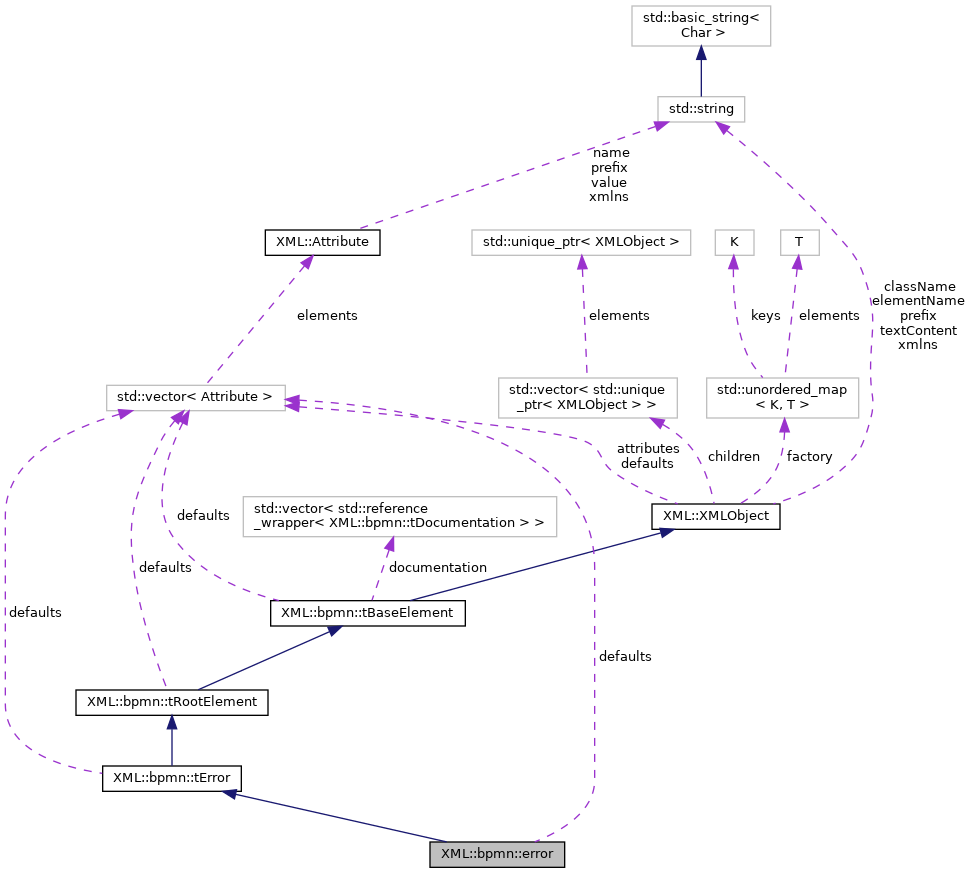 std::basic_string<
Char >
std::string
name
prefix
value
xmlns
XML::Attribute
std::unique_ptr< XMLObject >
K
T
className
elementName
prefix
textContent
xmlns
elements
elements
keys
elements
std::vector< Attribute >
std::vector< std::unique
_ptr< XMLObject > >
std::unordered_map
< K, T >
attributes
defaults
children
factory
std::vector< std::reference
_wrapper< XML::bpmn::tDocumentation > >
defaults
XML::XMLObject
defaults
documentation
defaults
XML::bpmn::tBaseElement
defaults
XML::bpmn::tRootElement
XML::bpmn::tError
XML::bpmn::error